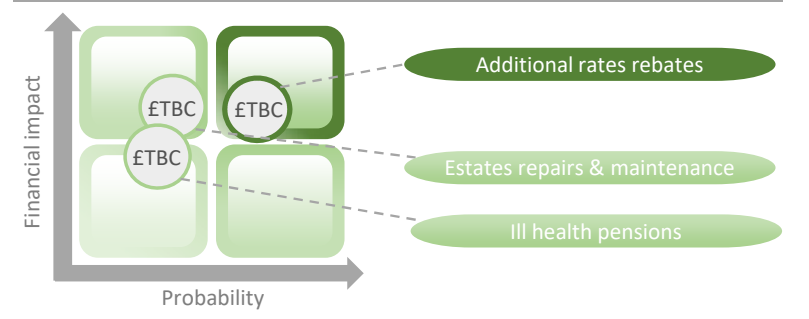 Financial impact
£TBC
£TBC
£TBC
Additional rates rebates
Estates repairs & maintenance
Ill health pensions
Probability